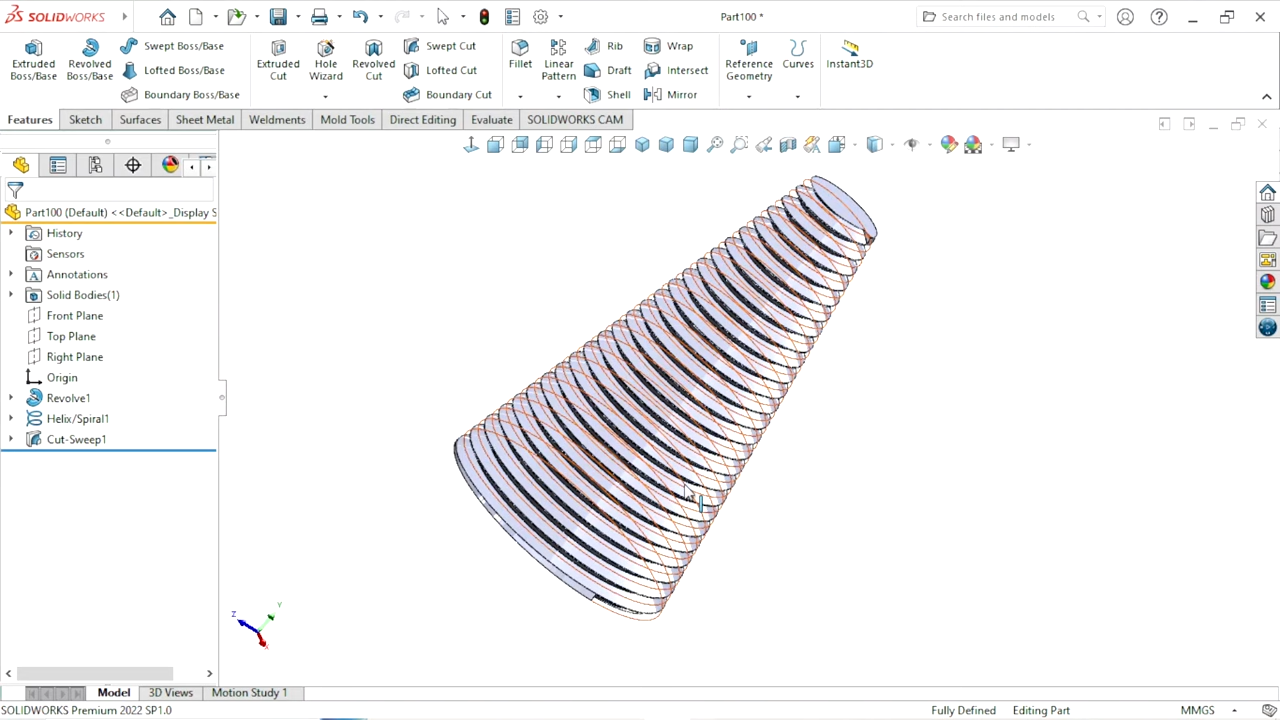 SOLIDWORKS
Part100 *
Search files and models
Extruded Boss/Base
Revolved Boss/Base
Swept Boss/Base
Lofted Boss/Base
Boundary Boss/Base
Extruded Cut
Hole Wizard
Revolved Cut
Swept Cut
Lofted Cut
Boundary Cut
Fillet
Linear Pattern
Rib
Draft
Shell
Wrap
Intersect
Mirror
Reference Geometry
Curves
Instant3D
Features
Sketch
Surfaces
Sheet Metal
Weldments
Mold Tools
Direct Editing
Evaluate
SOLIDWORKS CAM
Part100 (Default) <<Default>_Display S
History
Sensors
Annotations
Solid Bodies(1)
Front Plane
Top Plane
Right Plane
Origin
Revolve1
Helix/Spiral1
Cut-Sweep1
Y
Z
X
Model
3D Views
Motion Study 1
SOLIDWORKS Premium 2022 SP1.0
Fully Defined
Editing Part
MMGS